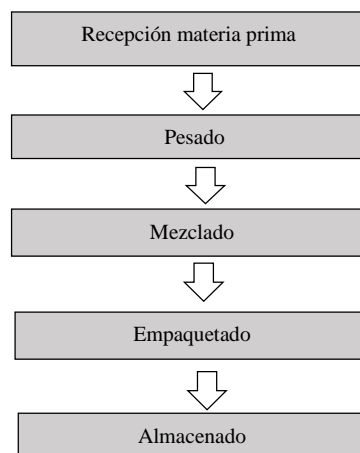 Recepción materia prima
Pesado
Mezclado
Empaquetado
Almacenado